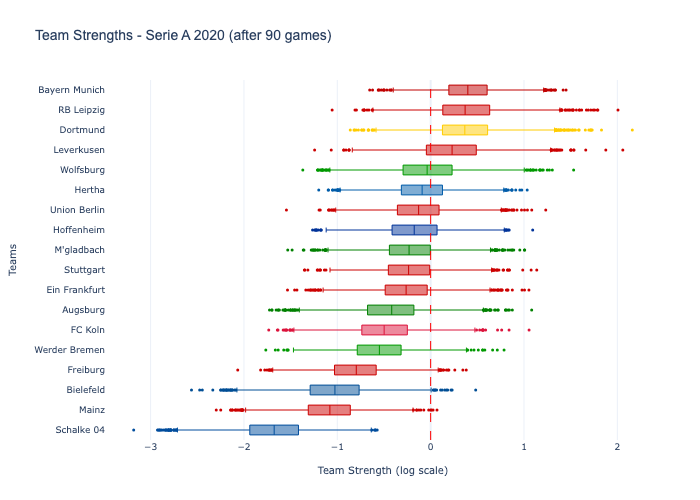 Team Strengths - Serie A 2020 (after 90 games)
Bayern Munich
RB Leipzig
Dortmund
Leverkusen
Wolfsburg
Hertha
Union Berlin
Hoffenheim
M'gladbach
Stuttgart
Ein Frankfurt
Augsburg
FC Koln
Werder Bremen
Freiburg
Bielefeld
Mainz
Schalke 04
Teams
−3 −2 −1 0 1 2
Team Strength (log scale)